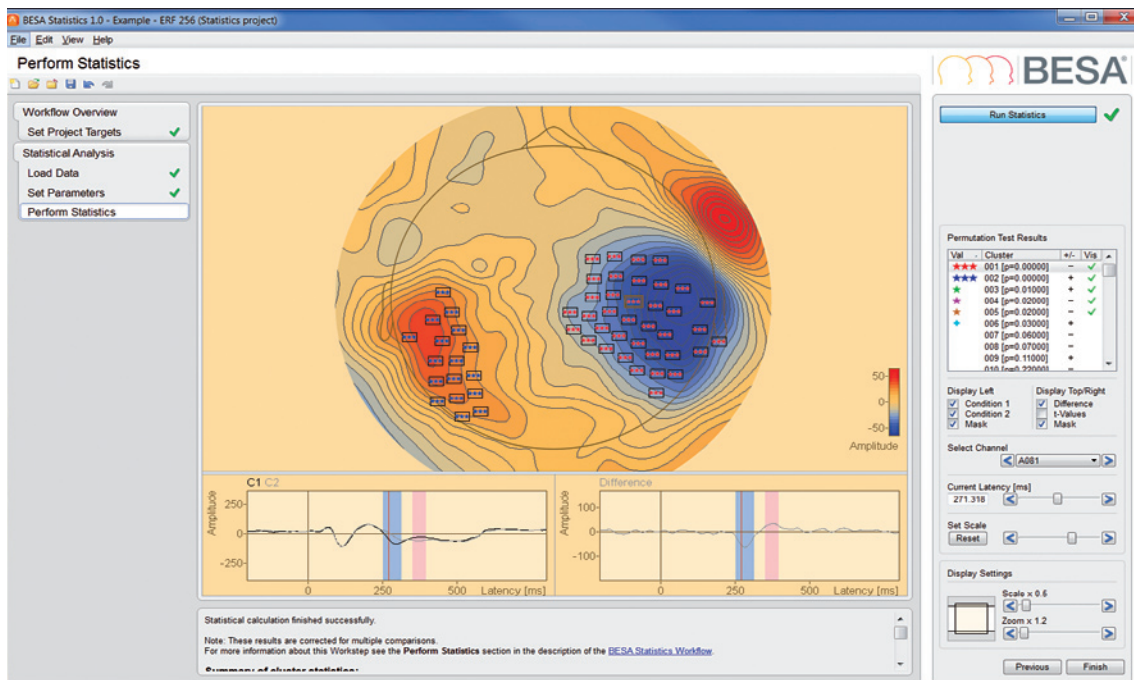 BESA Statistics 1.0 - Example - ERF 256 (Statistics project)
File Edit View Help
Perform Statistics
BESA®
Workflow Overview
Set Project Targets
Statistical Analysis
Load Data
Set Parameters
Perform Statistics
50
0
-50
Amplitude
C1 C2
Amplitude
250
0
-250
0 250 500 Latency [ms]
Difference
Amplitude
100
0
-100
0 250 500 Latency [ms]
Statistical calculation finished successfully.
Note: These results are corrected for multiple comparisons.
For more information about this Workstep see the Perform Statistics section in the description of the BESA Statistics Workflow.
Summary of cluster statistics:
Run Statistics
Permutation Test Results
Val Cluster +/- Vis
001 [p=0.00000] -
002 [p=0.00000] +
003 [p=0.01000] +
004 [p=0.02000] -
005 [p=0.02000] -
006 [p=0.03000] +
007 [p=0.06000] -
008 [p=0.07000] -
009 [p=0.11000] +
010 [p=0.22000] -
Display Left Display Top/Right
Condition 1 Difference
Condition 2 t-Values
Mask Mask
Select Channel
A081
Current Latency [ms]
271.318
Set Scale
Reset
Display Settings
Scale x 0.6
Zoom x 1.2
Previous Finish